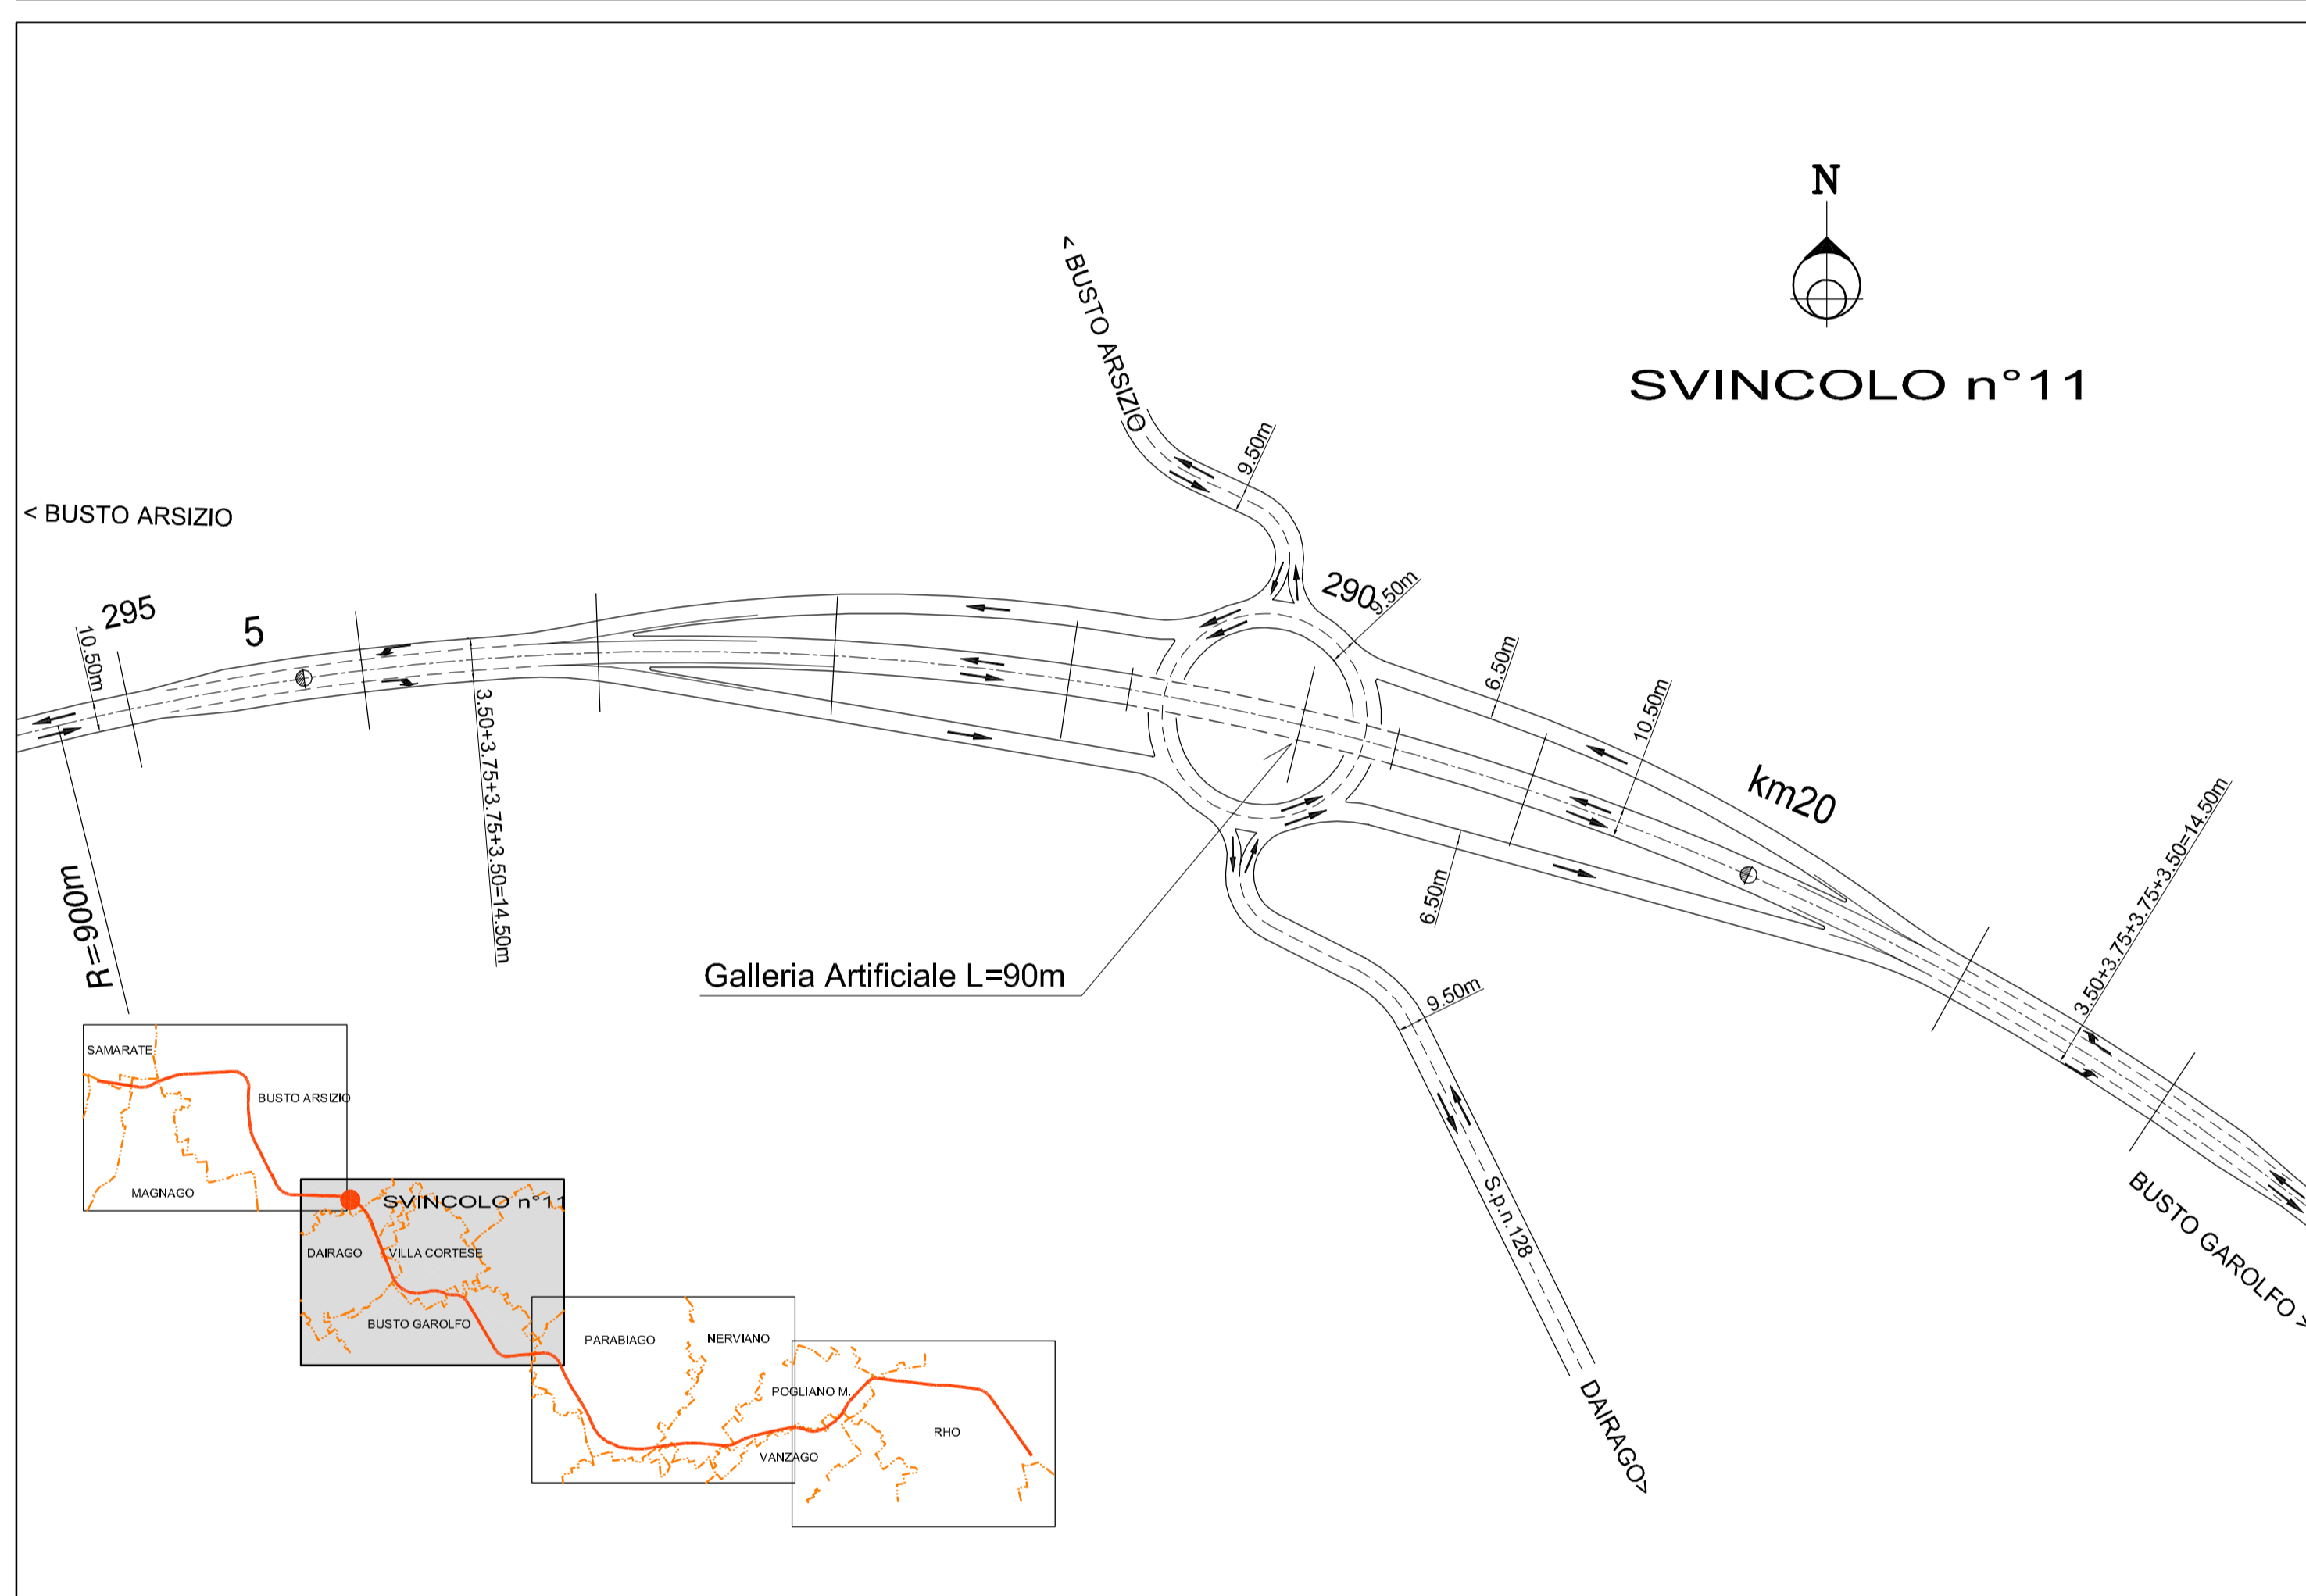 N
SVINCOLO n°11
< BUSTO ARSIZIO
9.50m
< BUSTO ARSIZIO
290
9.50m
295
5
10.50m
6.50m
10.50m
km20
3.50+3.75+3.75+3.50=14.50m
3.50+3.75+3.75+3.50=14.50m
R=900m
6.50m
Galleria Artificiale L=90m
9.50m
S.p.n.128
BUSTO GAROLFO >
DAIRAGO>
SAMARATE
BUSTO ARSIZIO
MAGNAGO
SVINCOLO n°11
DAIRAGO
VILLA CORTESE
BUSTO GAROLFO
PARABIAGO
NERVIANO
POGLIANO M.
RHO
VANZAGO